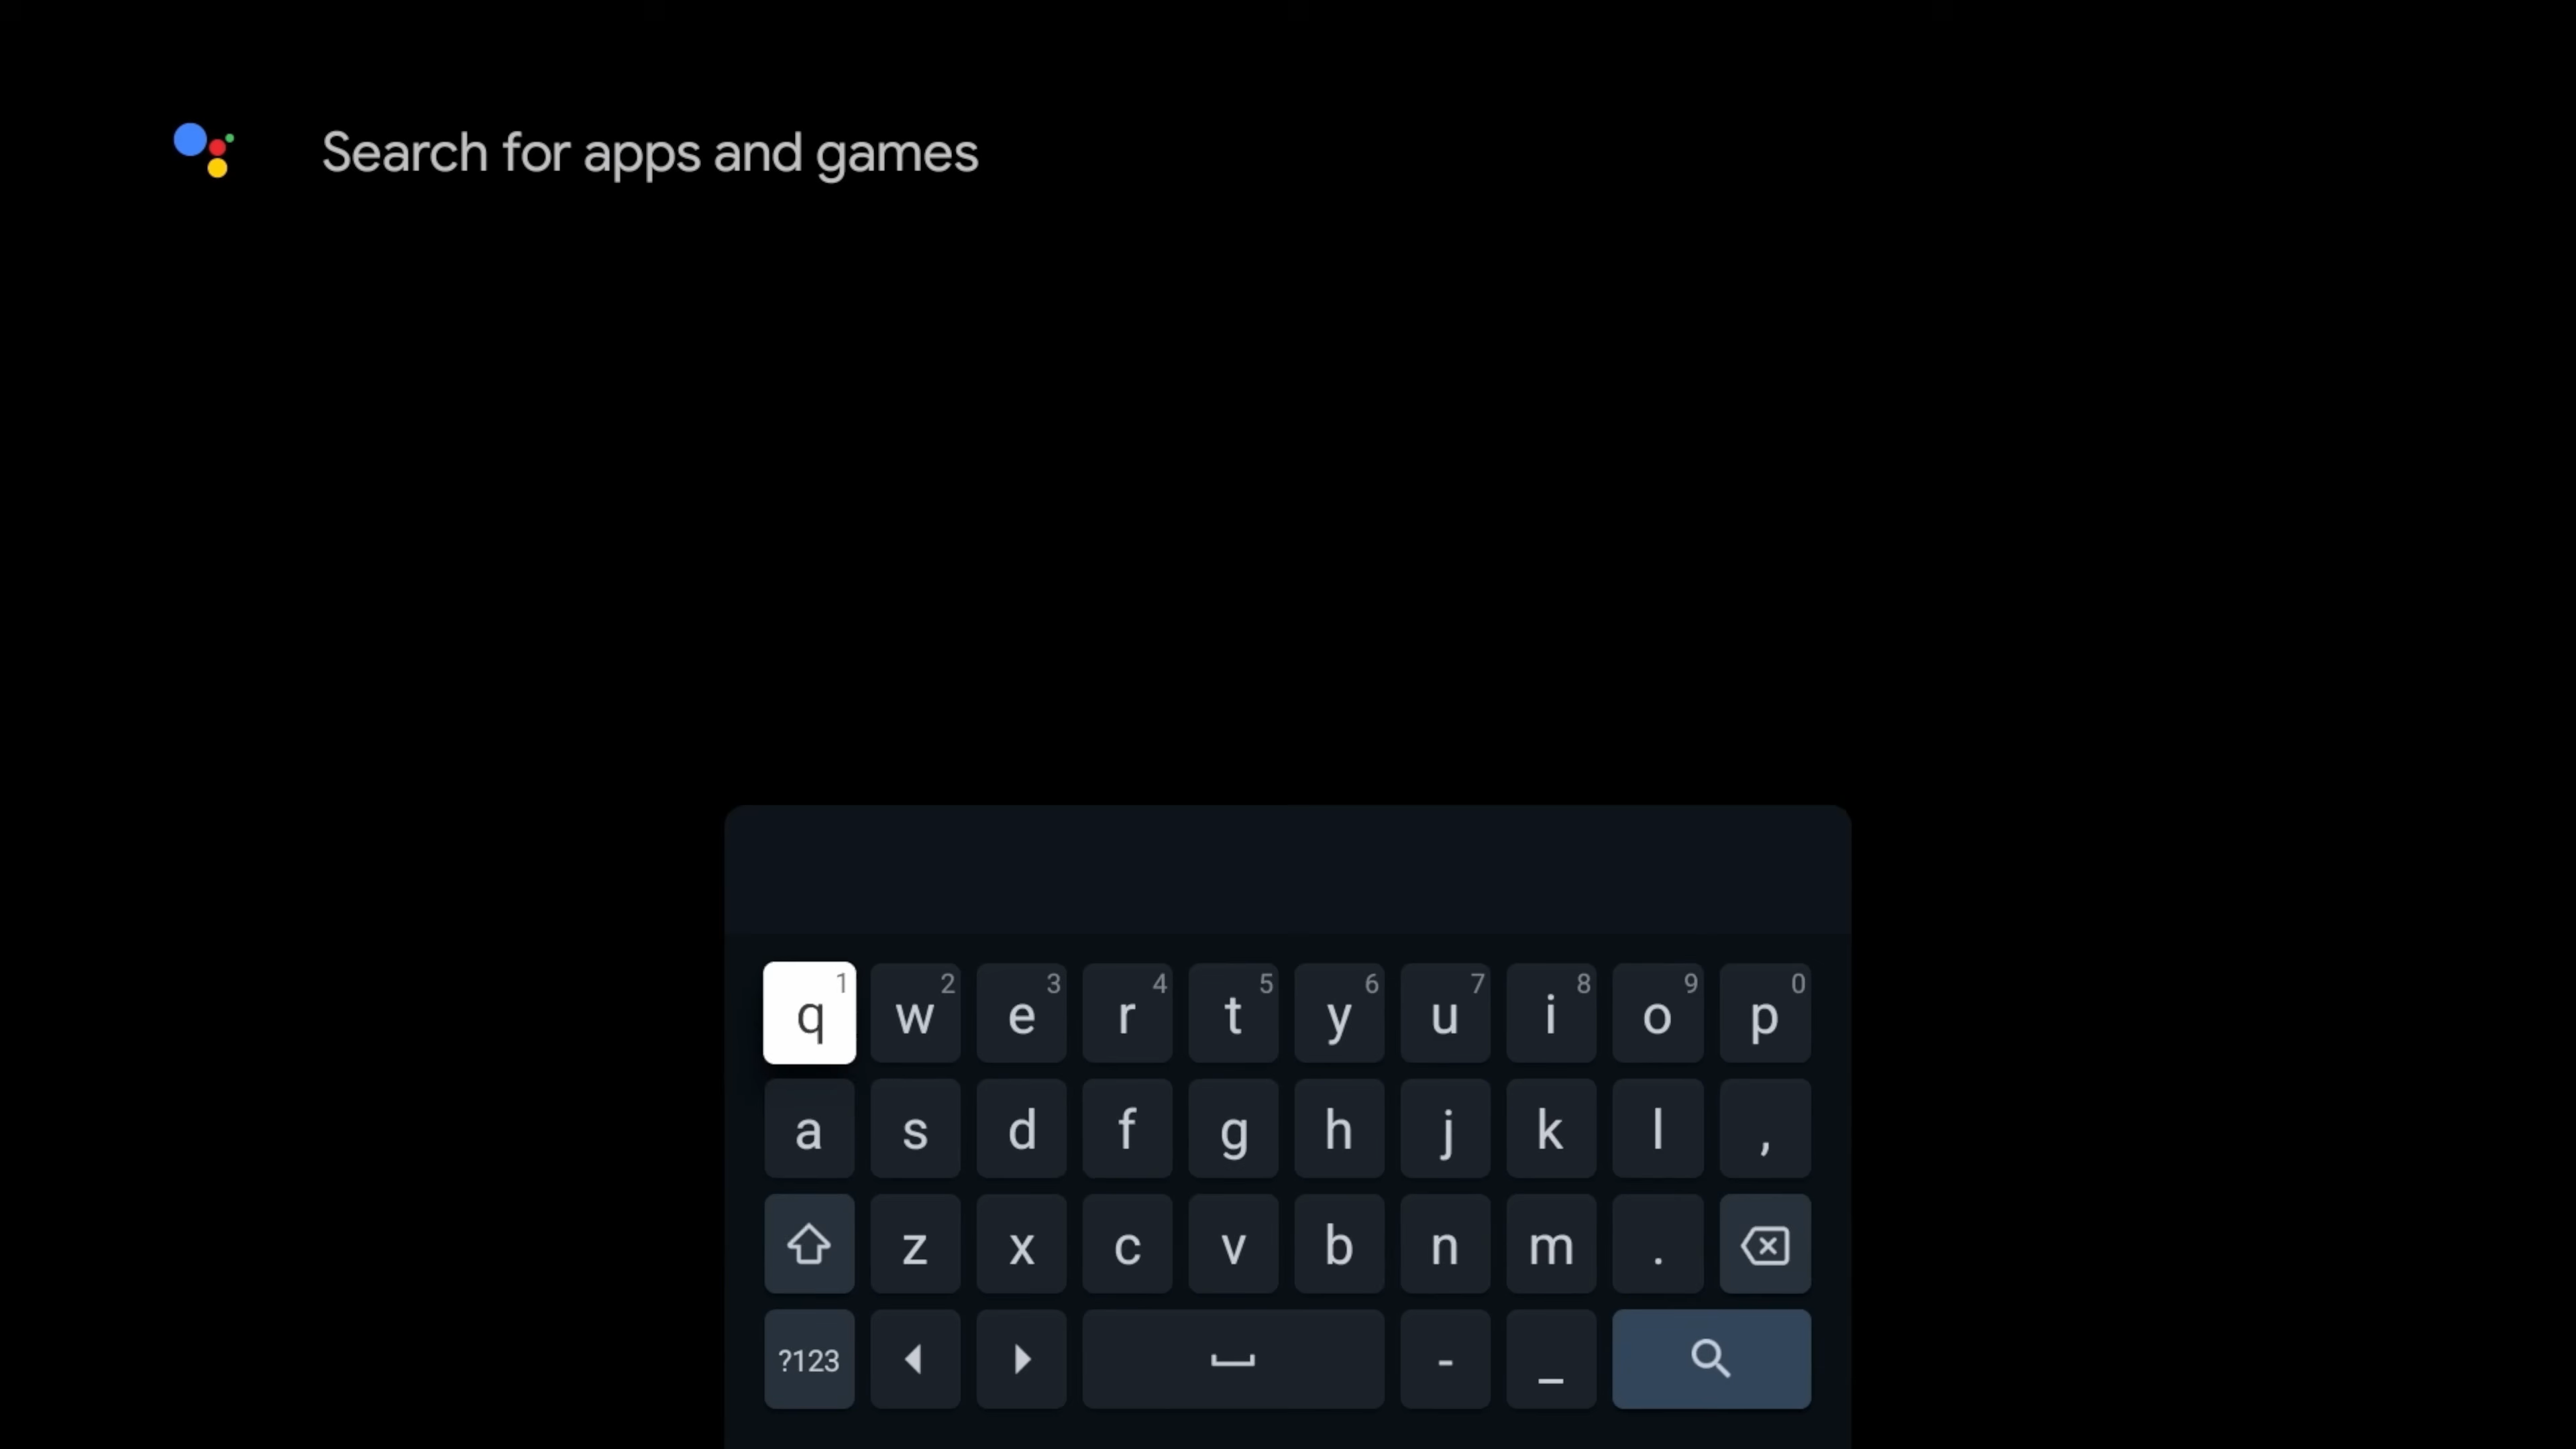 Search for apps and games
q 1 w 2 e 3 r 4 t 5 y 6 u 7 i 8 o 9 p 0
a s d f g h j k l ,
z x c v b n m .
?123 - _